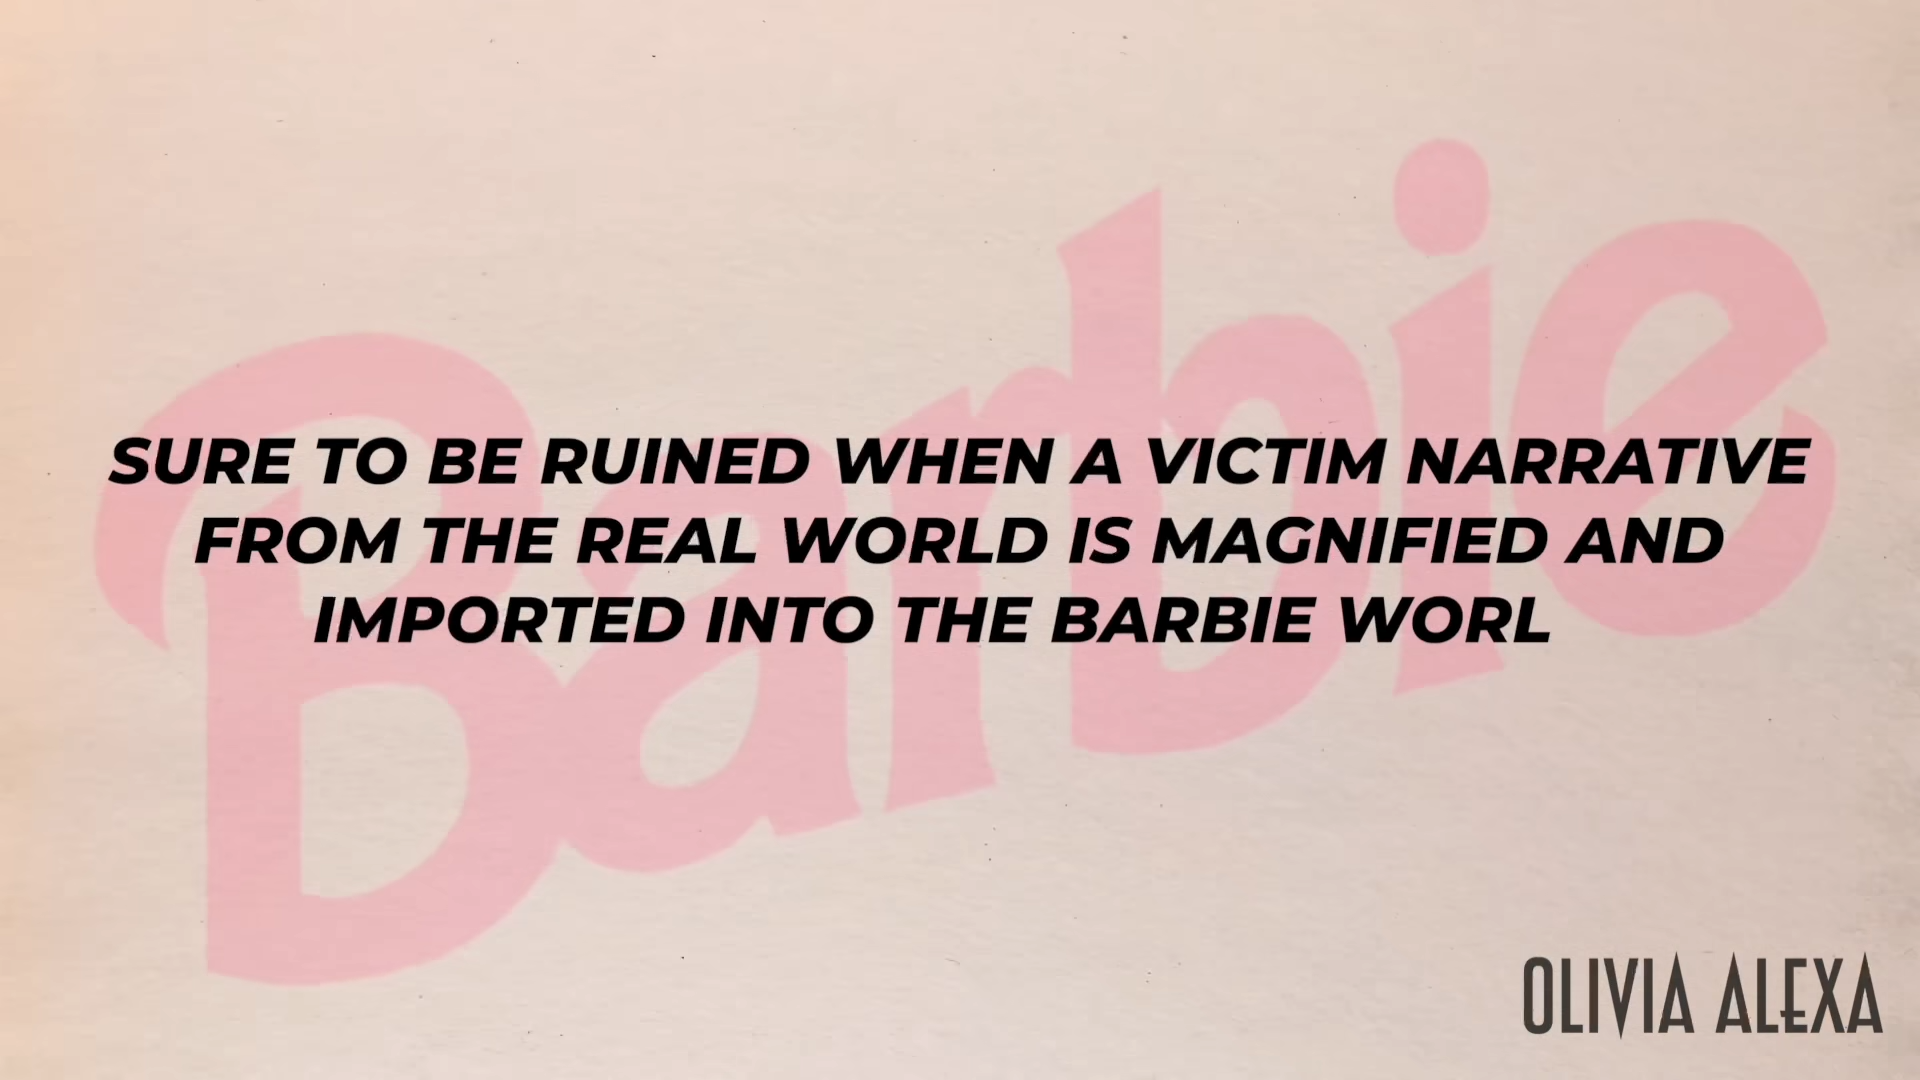 Barbie
SURE TO BE RUINED WHEN A VICTIM NARRATIVE
FROM THE REAL WORLD IS MAGNIFIED AND
IMPORTED INTO THE BARBIE WORL
OLIVIA ALEXA